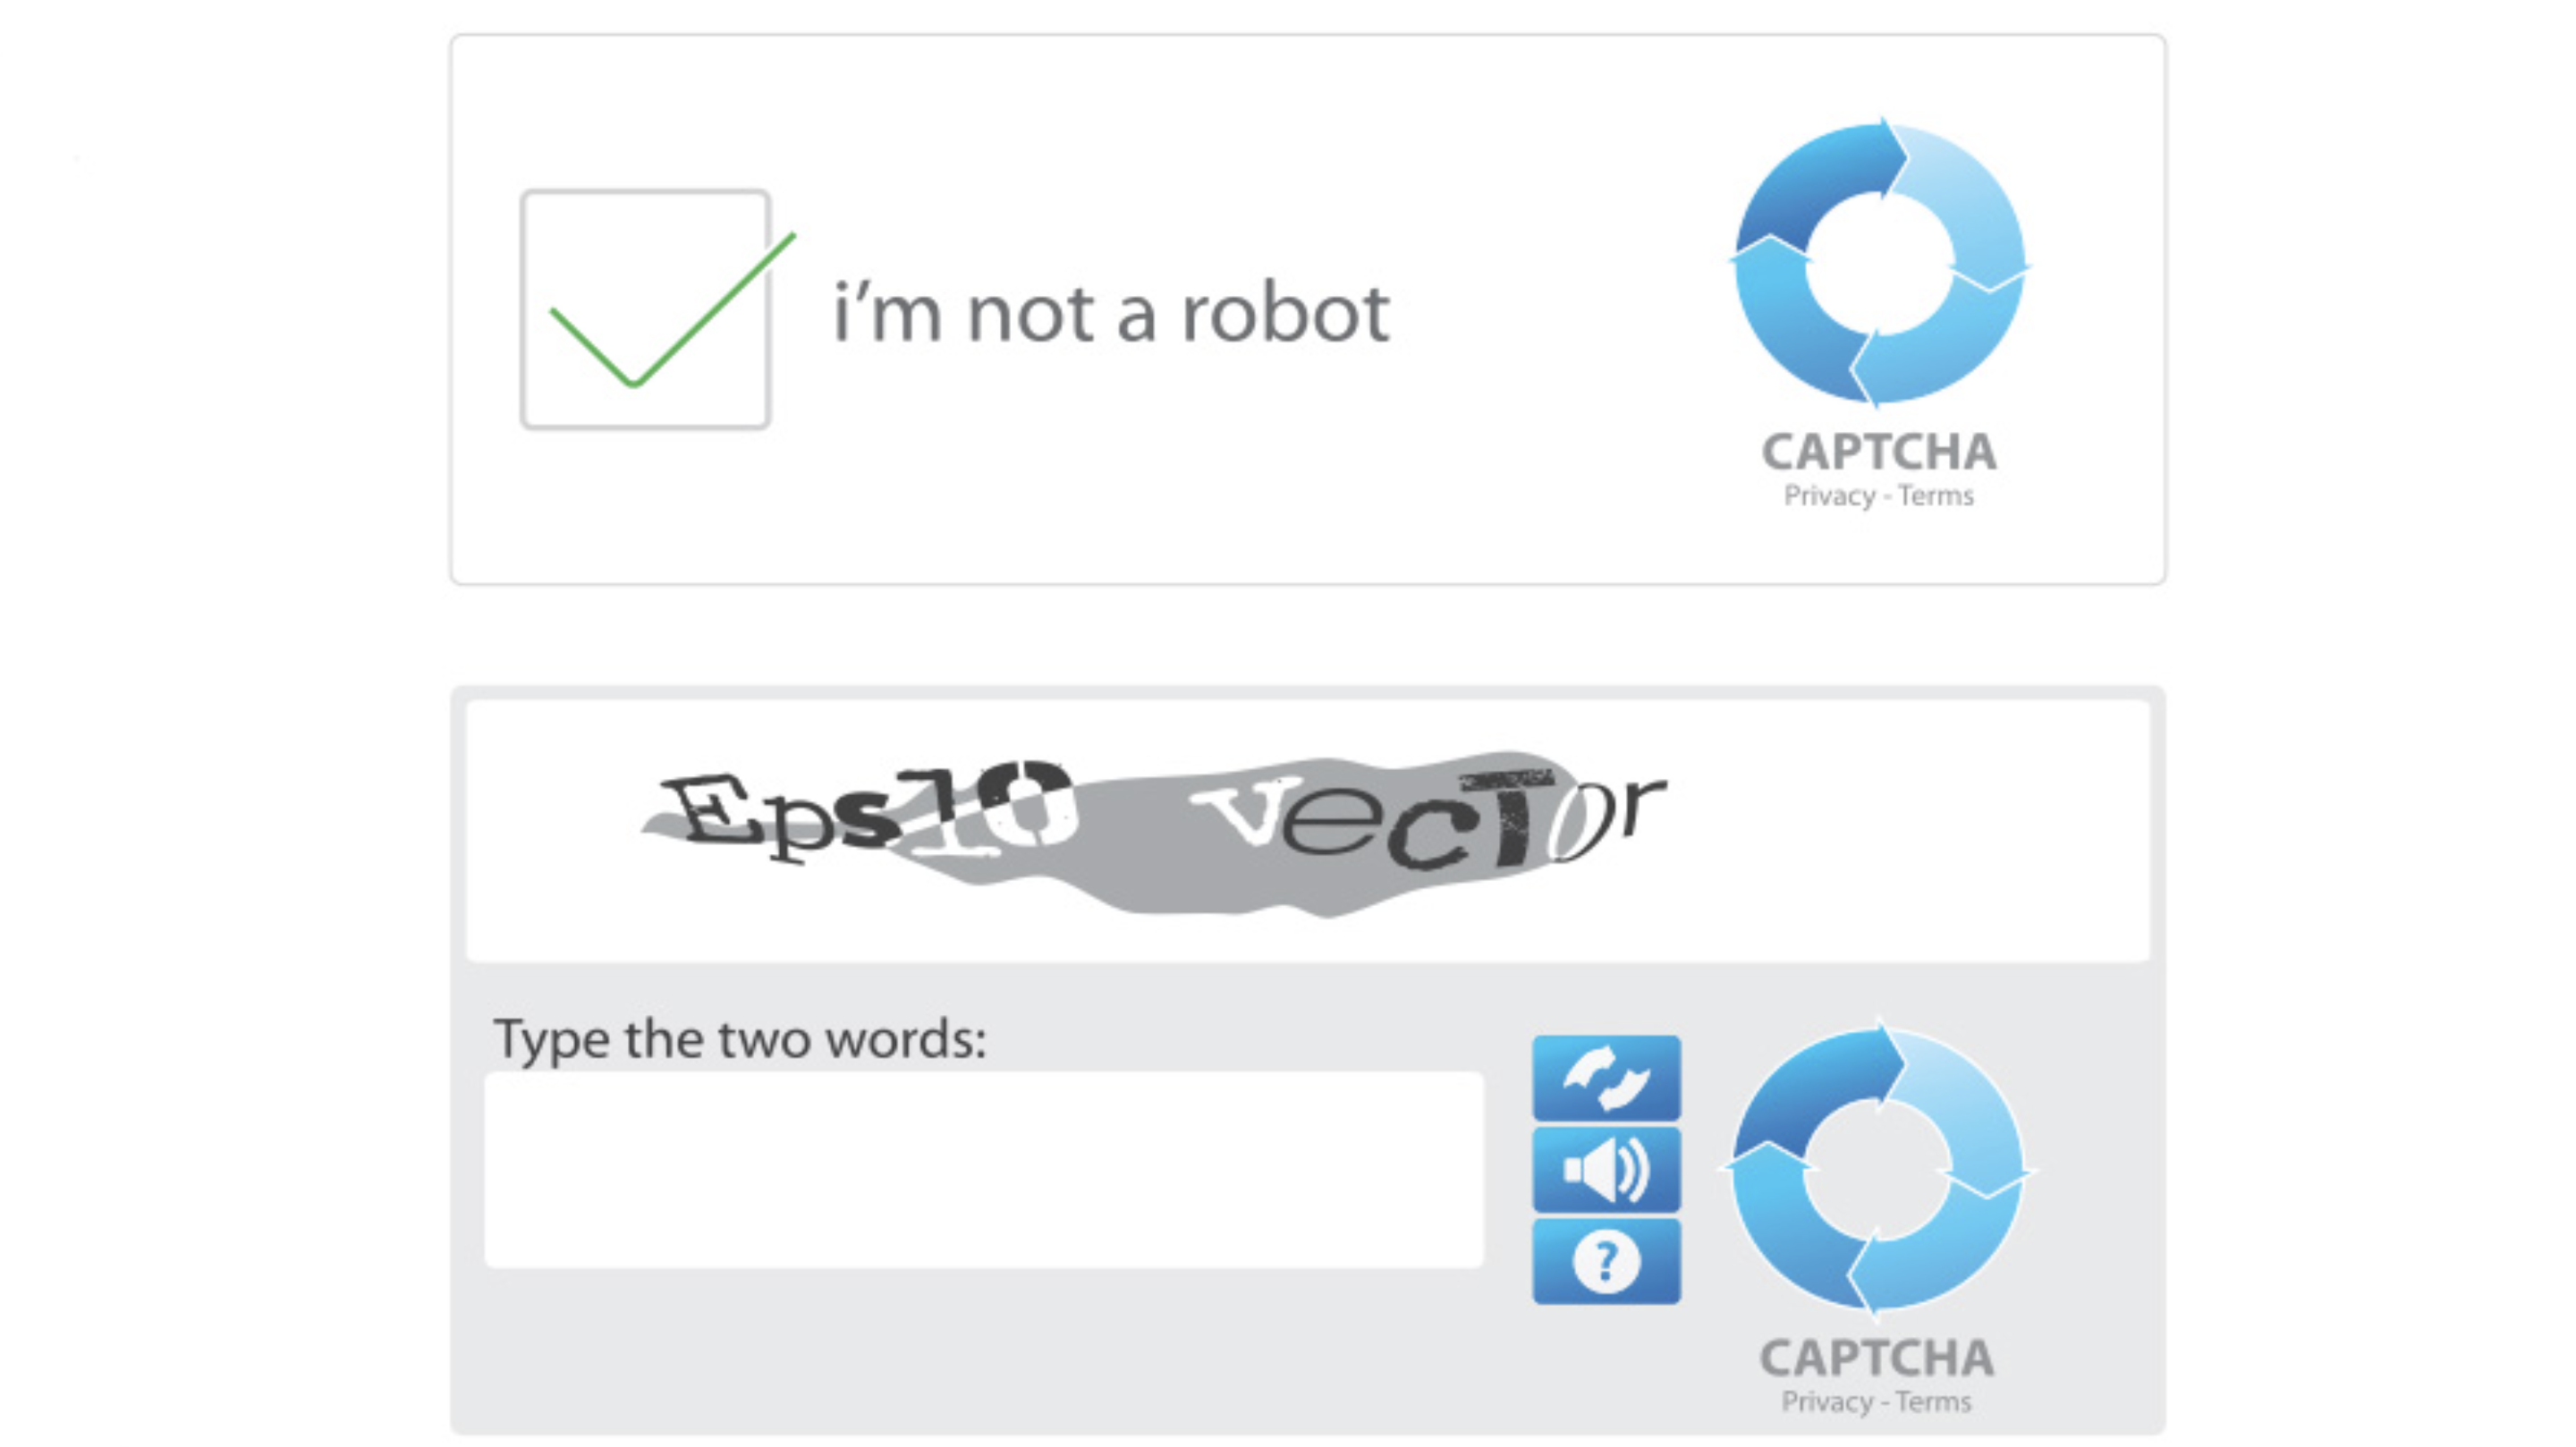 i'm not a robot
CAPTCHA
Privacy - Terms
Eps10 vecTor
Type the two words:
?
CAPTCHA
Privacy - Terms